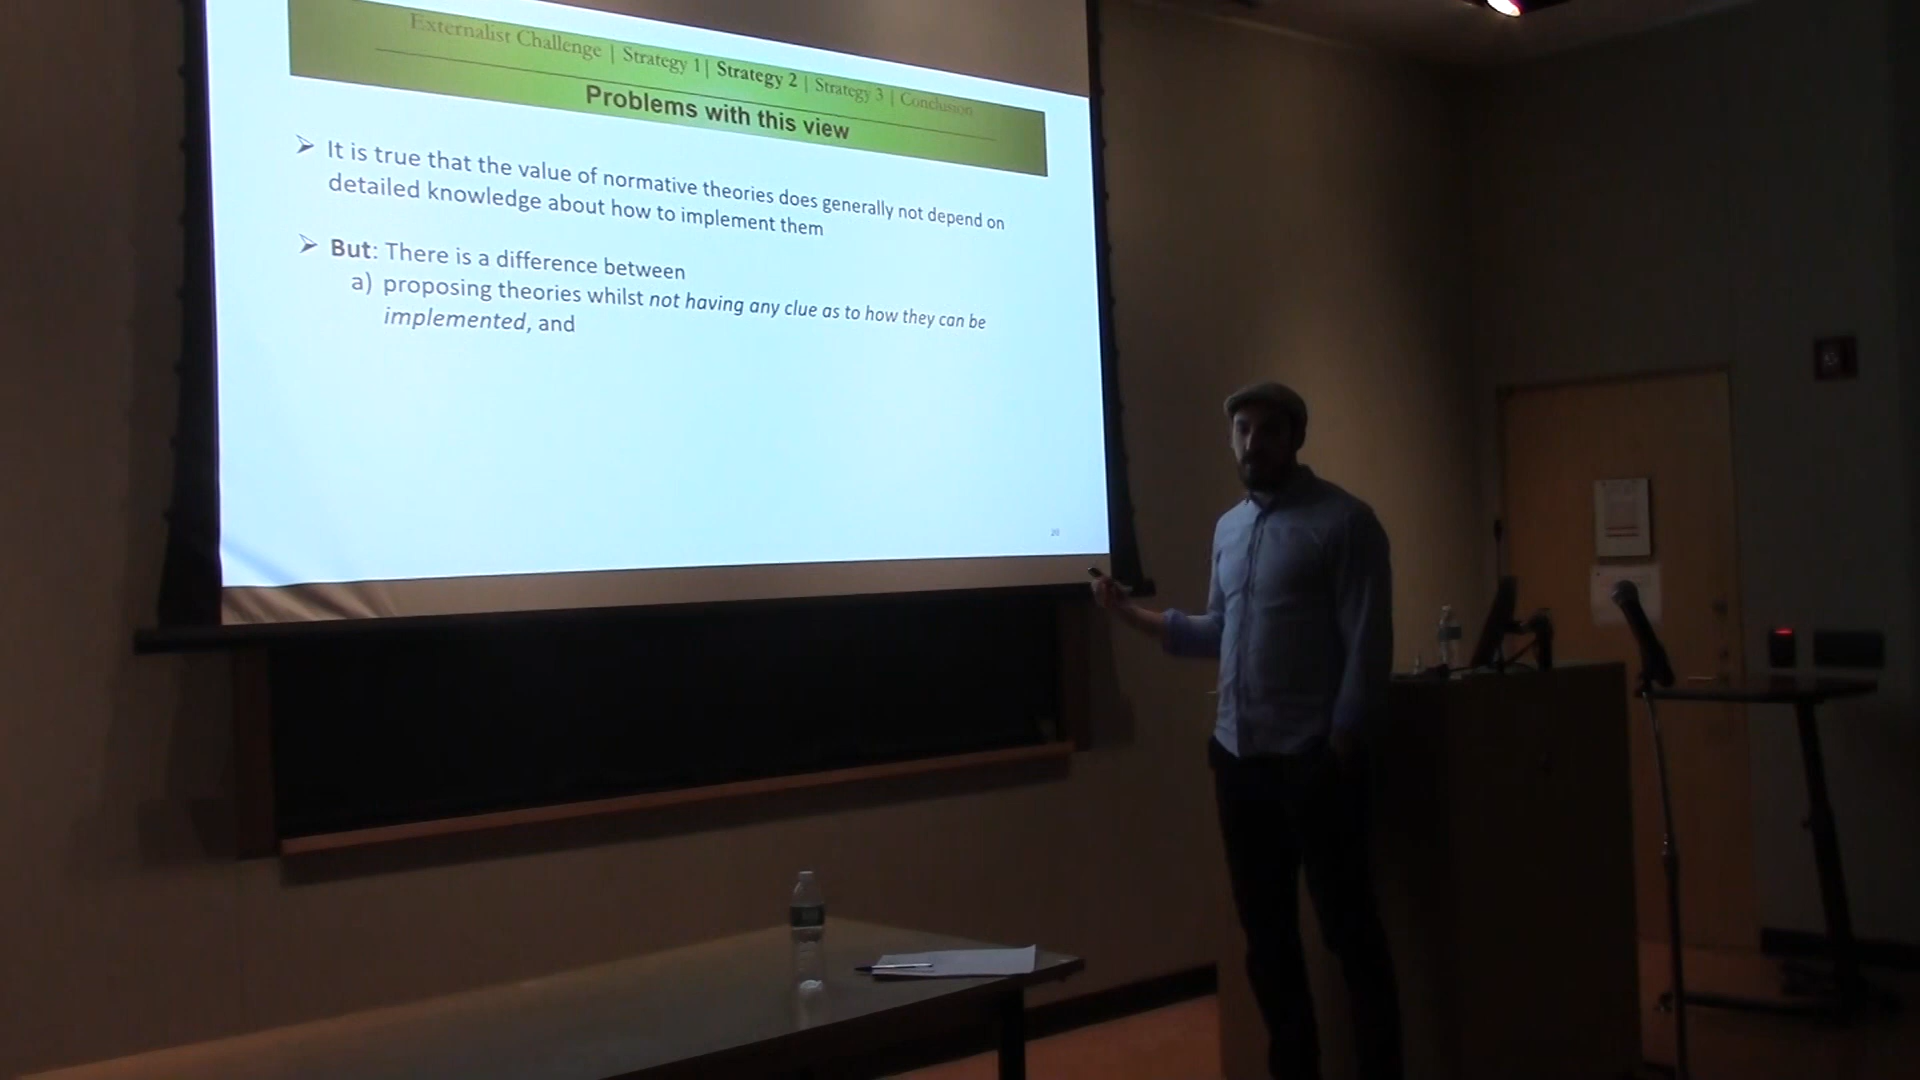 Externalist Challenge | Strategy 1 | Strategy 2 | Strategy 3 | Conclusion
Problems with this view
➢ It is true that the value of normative theories does generally not depend on
detailed knowledge about how to implement them
➢ But: There is a difference between
a) proposing theories whilst not having any clue as to how they can be
implemented, and